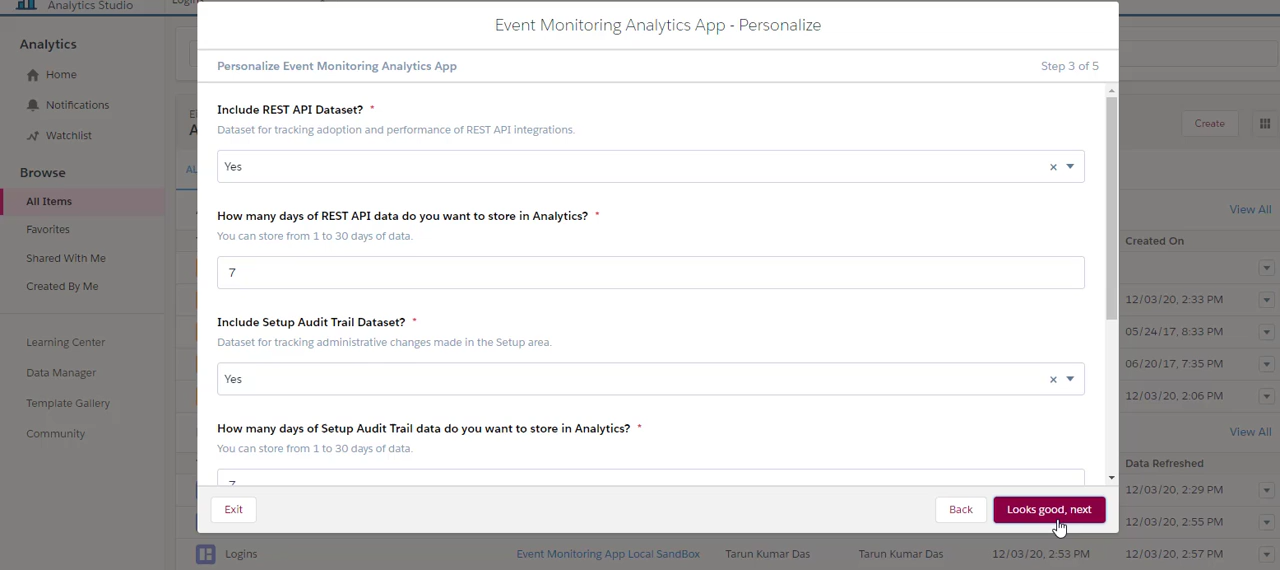 Analytics Studio
Event Monitoring Analytics App - Personalize
Analytics
Personalize Event Monitoring Analytics App
Step 3 of 5
Home
Include REST API Dataset? *
Notifications
Dataset for tracking adoption and performance of REST API integrations.
Create
Watchlist
Yes
Browse
All Items
How many days of REST API data do you want to store in Analytics? *
View All
Favorites
You can store from 1 to 30 days of data.
Created On
Shared With Me
7
Created By Me
12/03/20, 2:33 PM
Include Setup Audit Trail Dataset? *
05/24/17, 8:33 PM
Learning Center
Dataset for tracking administrative changes made in the Setup area.
06/20/17, 7:35 PM
Data Manager
Yes
12/03/20, 2:06 PM
Template Gallery
How many days of Setup Audit Trail data do you want to store in Analytics? *
View All
Community
You can store from 1 to 30 days of data.
Data Refreshed
7
12/03/20, 2:29 PM
Exit
Back
Looks good, next
12/03/20, 2:55 PM
Logins
Event Monitoring App Local SandBox
Tarun Kumar Das
Tarun Kumar Das
12/03/20, 2:53 PM
12/03/20, 2:57 PM